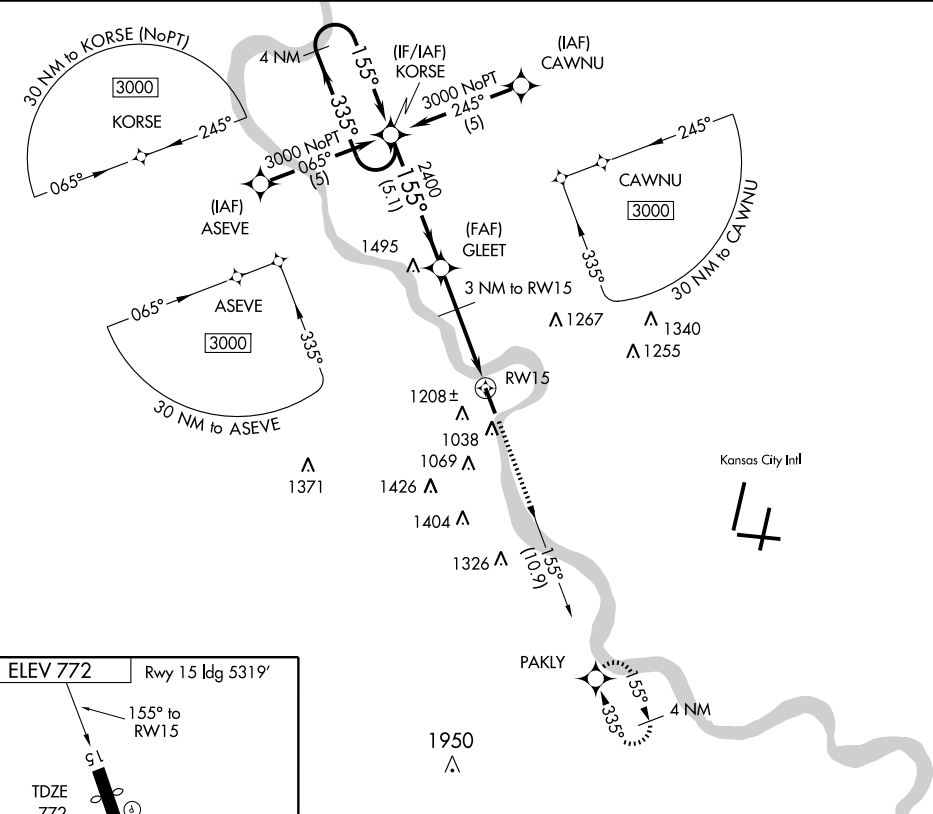 30 NM to KORSE (NoPT)
3000
KORSE
245°
065°
4 NM
155°
335°
(IF/IAF)
KORSE
(IAF)
CAWNU
3000 NoPT
245°
(5)
3000 NoPT
065°
(5)
(IAF)
ASEVE
2400
155°
(5.1)
245°
CAWNU
3000
335°
30 NM to CAWNU
(FAF)
GLEET
1495
3 NM to RW15
065°
ASEVE
3000
335°
30 NM to ASEVE
1267
1340
1255
RW15
1208±
1038
1069
1371
1426
1404
1326
Kansas City Intl
155°
(10.9)
PAKLY
155°
335°
4 NM
1950
ELEV 772
Rwy 15 ldg 5319'
155° to
RW15
15
TDZE
772